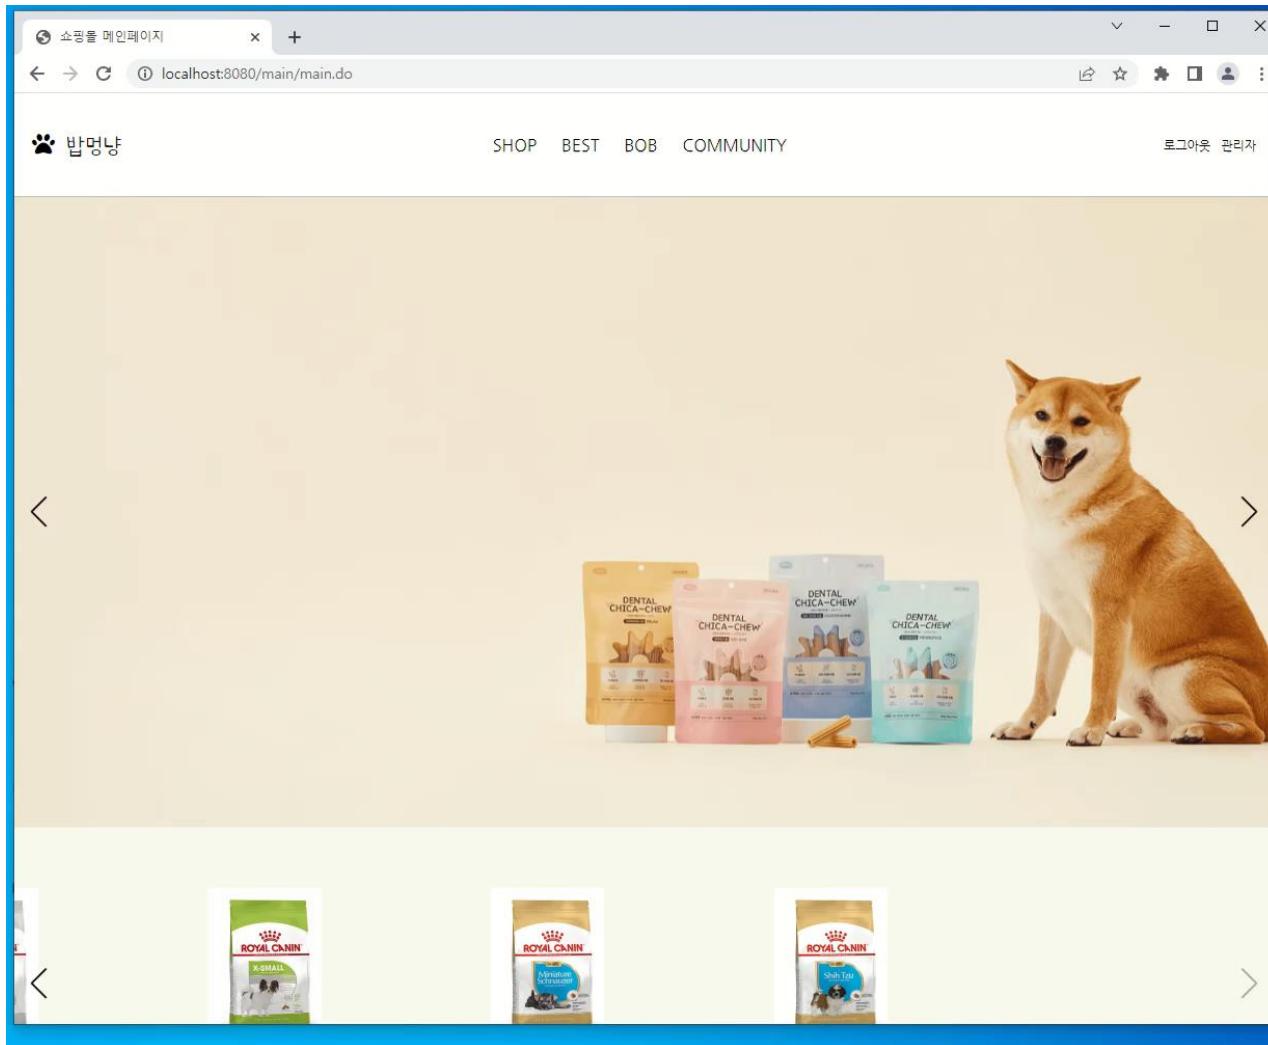 쇼핑몰 메인페이지
localhost:8080/main/main.do
밥멍냥 SHOP BEST BOB COMMUNITY 로그아웃 관리자
DENTAL
CHICA-CHEW
DENTAL
CHICA-CHEW
DENTAL
CHICA-CHEW
DENTAL
CHICA-CHEW
ROYAL CANIN
X-SMALL
ROYAL CANIN
Miniature
Schnauzer
ROYAL CANIN
Shih Tzu